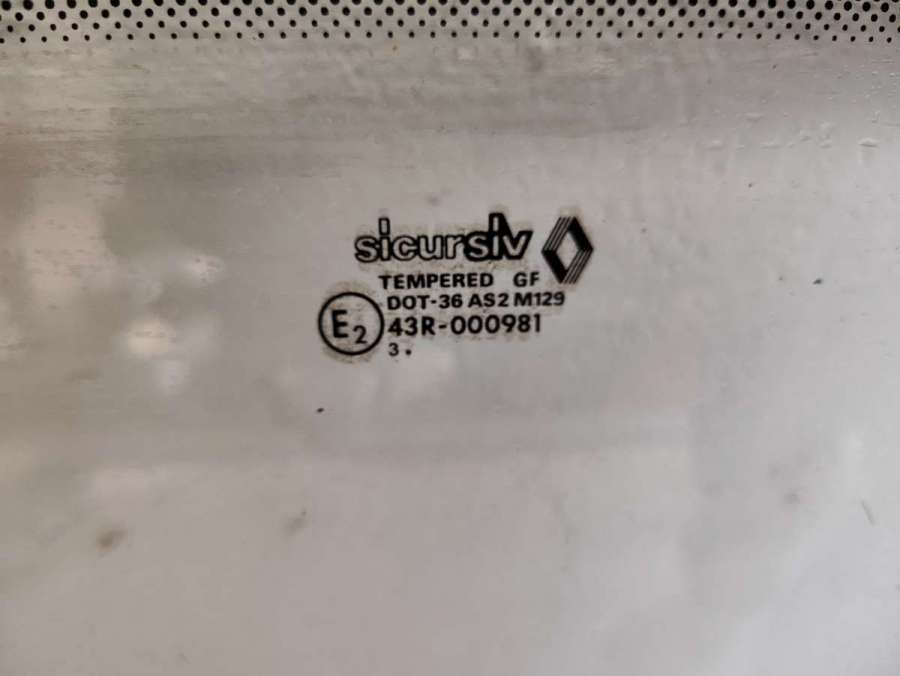 sicursiv
TEMPERED GF
DOT-36 AS2 M129
E2
43R-000981
3.